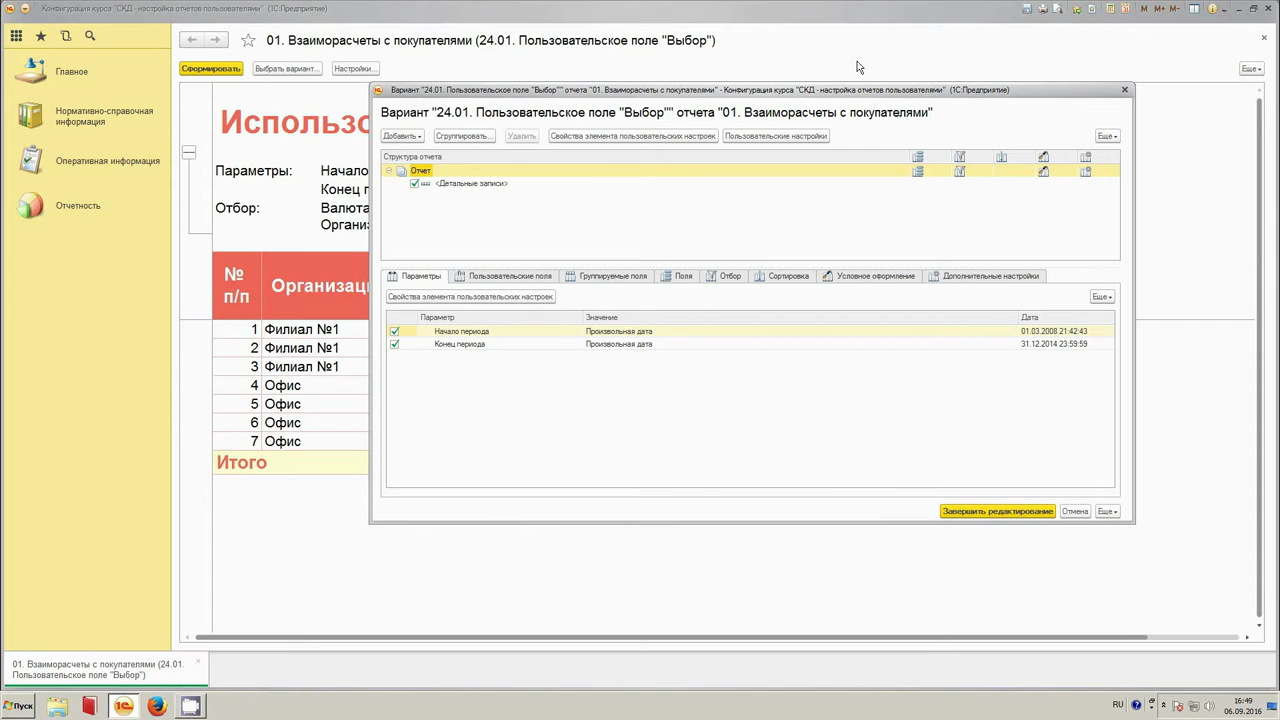 Конфигурация курса "СКД - настройка отчетов пользователями" (1С:Предприятие)
M M+ M-
01. Взаиморасчеты с покупателями (24.01. Пользовательское поле "Выбор")
Главное
Нормативно-справочная
информация
Оперативная информация
Отчетность
Сформировать
Выбрать вариант...
Настройки...
Еще
Использо
Параметры:
Начало
Конец п
Отбор:
Валюта
Органи
№
п/п
Организац
1 Филиал №1
2 Филиал №1
3 Филиал №1
4 Офис
5 Офис
6 Офис
7 Офис
Итого
Вариант "24.01. Пользовательское поле "Выбор"" отчета "01. Взаиморасчеты с покупателями" - Конфигурация курса "СКД - настройка отчетов пользователями" (1С:Предприятие)
Вариант "24.01. Пользовательское поле "Выбор"" отчета "01. Взаиморасчеты с покупателями"
Добавить
Сгруппировать...
Удалить
Свойства элемента пользовательских настроек
Пользовательские настройки
Еще
Структура отчета
Отчет
<Детальные записи>
Параметры
Пользовательские поля
Группируемые поля
Поля
Отбор
Сортировка
Условное оформление
Дополнительные настройки
Свойства элемента пользовательских настроек
Еще
Параметр Значение Дата
Начало периода Произвольная дата 01.03.2008 21:42:43
Конец периода Произвольная дата 31.12.2014 23:59:59
Завершить редактирование
Отмена
Еще
01. Взаиморасчеты с покупателями (24.01.
Пользовательское поле "Выбор")
Пуск
RU
16:49
06.09.2016